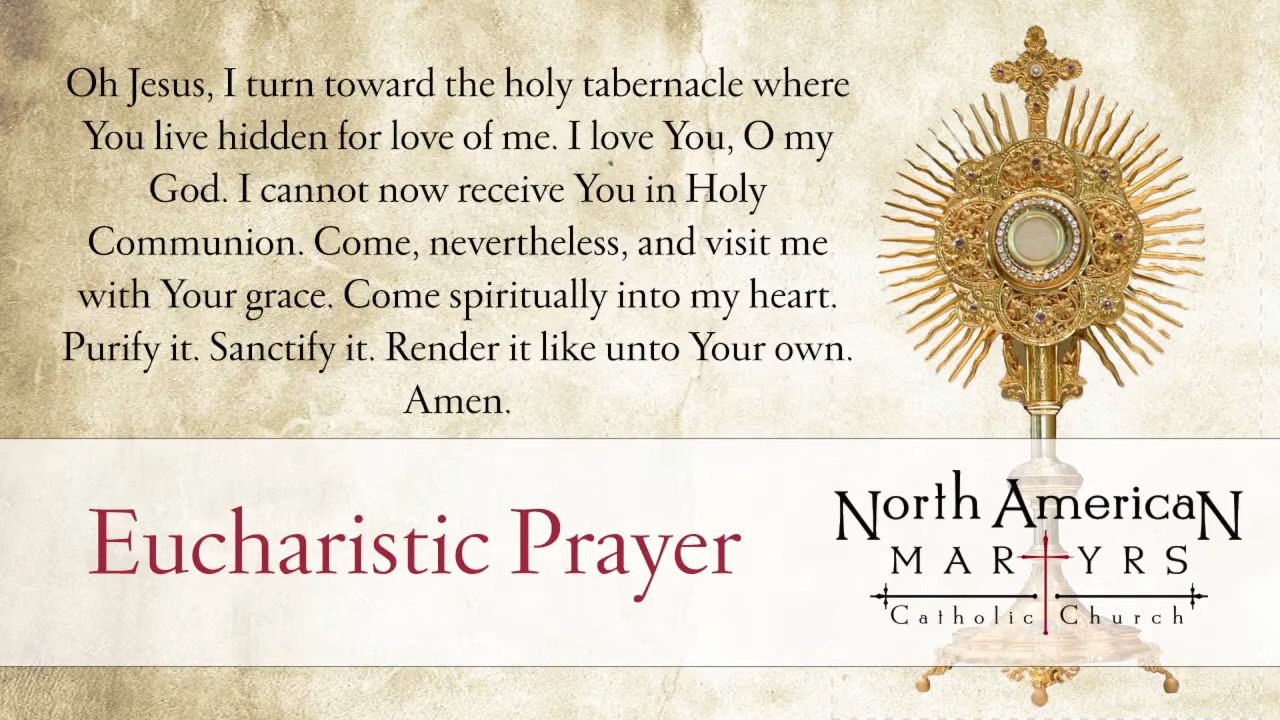 Oh Jesus, I turn toward the holy tabernacle where
You live hidden for love of me. I love You, O my
God. I cannot now receive You in Holy
Communion. Come, nevertheless, and visit me
with Your grace. Come spiritually into my heart.
Purify it. Sanctify it. Render it like unto Your own.
Amen.
Eucharistic Prayer
North American
MARTYRS
Catholic Church